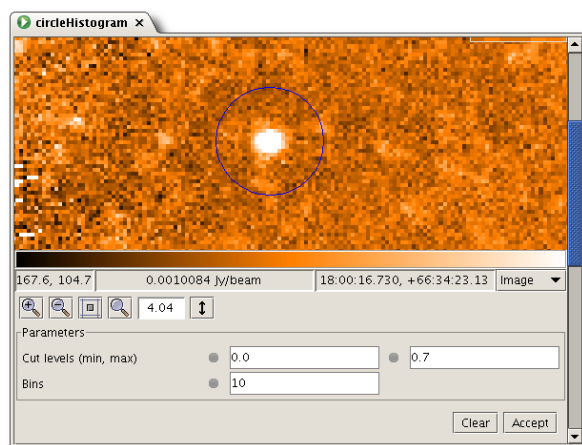 circleHistogram ×
167.6, 104.7 0.0010084 Jy/beam 18:00:16.730, +66:34:23.13 Image
4.04
Parameters
Cut levels (min, max) 0.0 0.7
Bins 10
Clear Accept